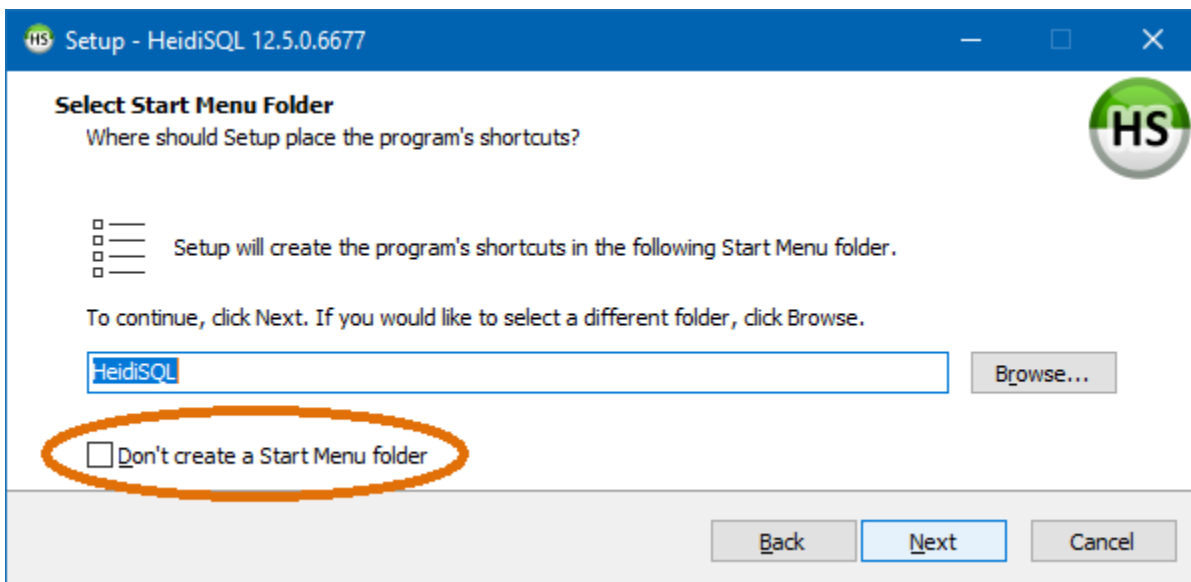 HS Setup - HeidiSQL 12.5.0.6677
Select Start Menu Folder
Where should Setup place the program's shortcuts?
HS
Setup will create the program's shortcuts in the following Start Menu folder.
To continue, click Next. If you would like to select a different folder, click Browse.
HeidiSQL Browse...
Don't create a Start Menu folder
Back Next Cancel